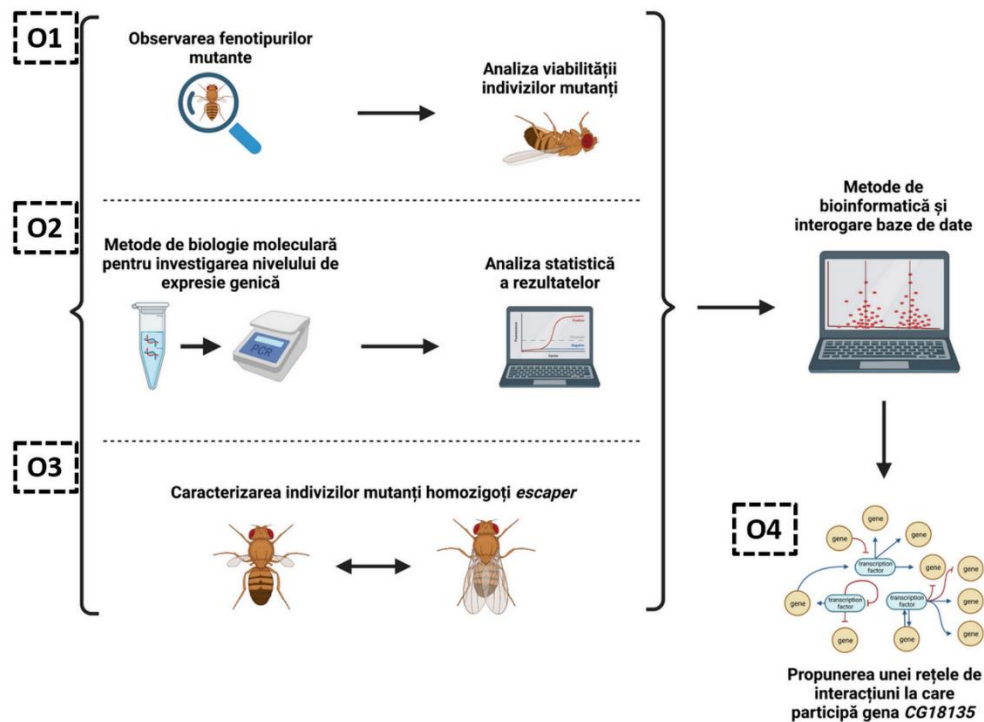 O1
Observarea fenotipurilor
mutante
Analiza viabilității
indivizilor mutanți
O2
Metode de biologie moleculară
pentru investigarea nivelului de
expresie genică
PCR
Analiza statistică
a rezultatelor
O3
Caracterizarea indivizilor mutanți homozigoți escaper
Metode de
bioinformatică și
interogare baze de date
O4
gene
gene
gene
transcription
factor
gene
gene
gene
transcription
factor
transcription
factor
gene
gene
gene
gene
Propunerea unei rețele de
interacțiuni la care
participă gena CG18135